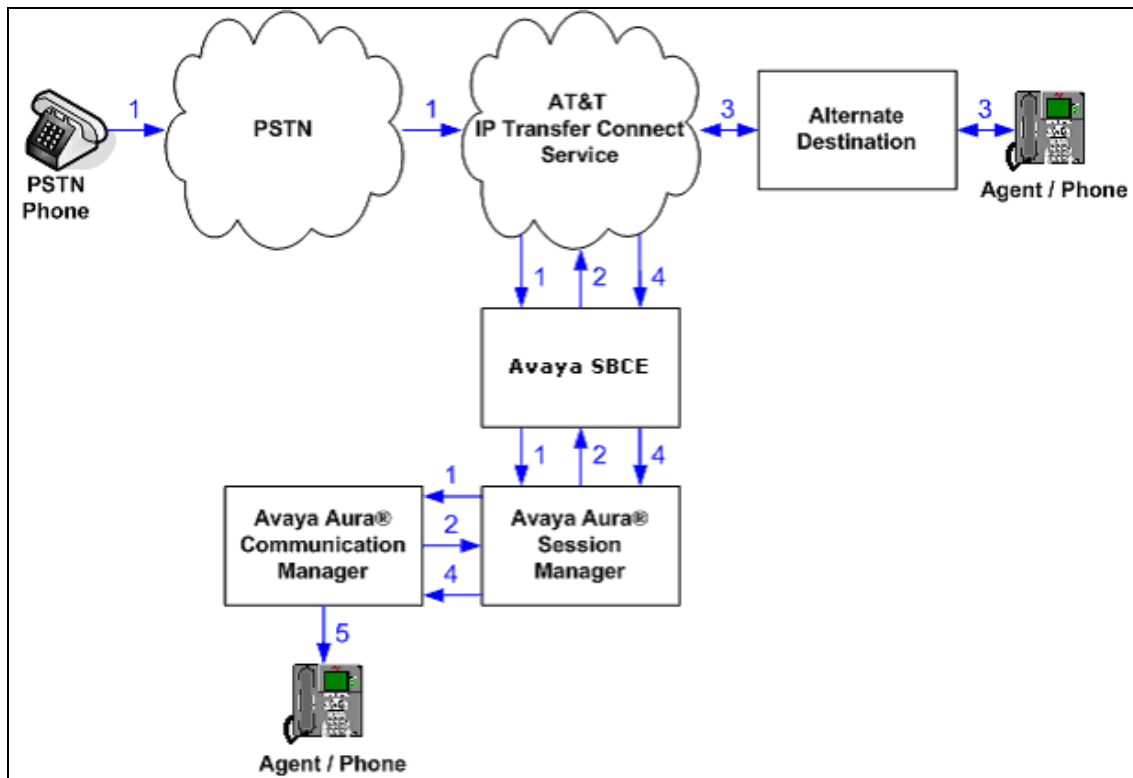 1
PSTN
Phone
PSTN
1
AT&T
IP Transfer Connect
Service
3
Alternate
Destination
3
Agent / Phone
1
2
4
Avaya SBCE
1
2
4
1
2
4
Avaya Aura®
Communication
Manager
Avaya Aura®
Session
Manager
5
Agent / Phone